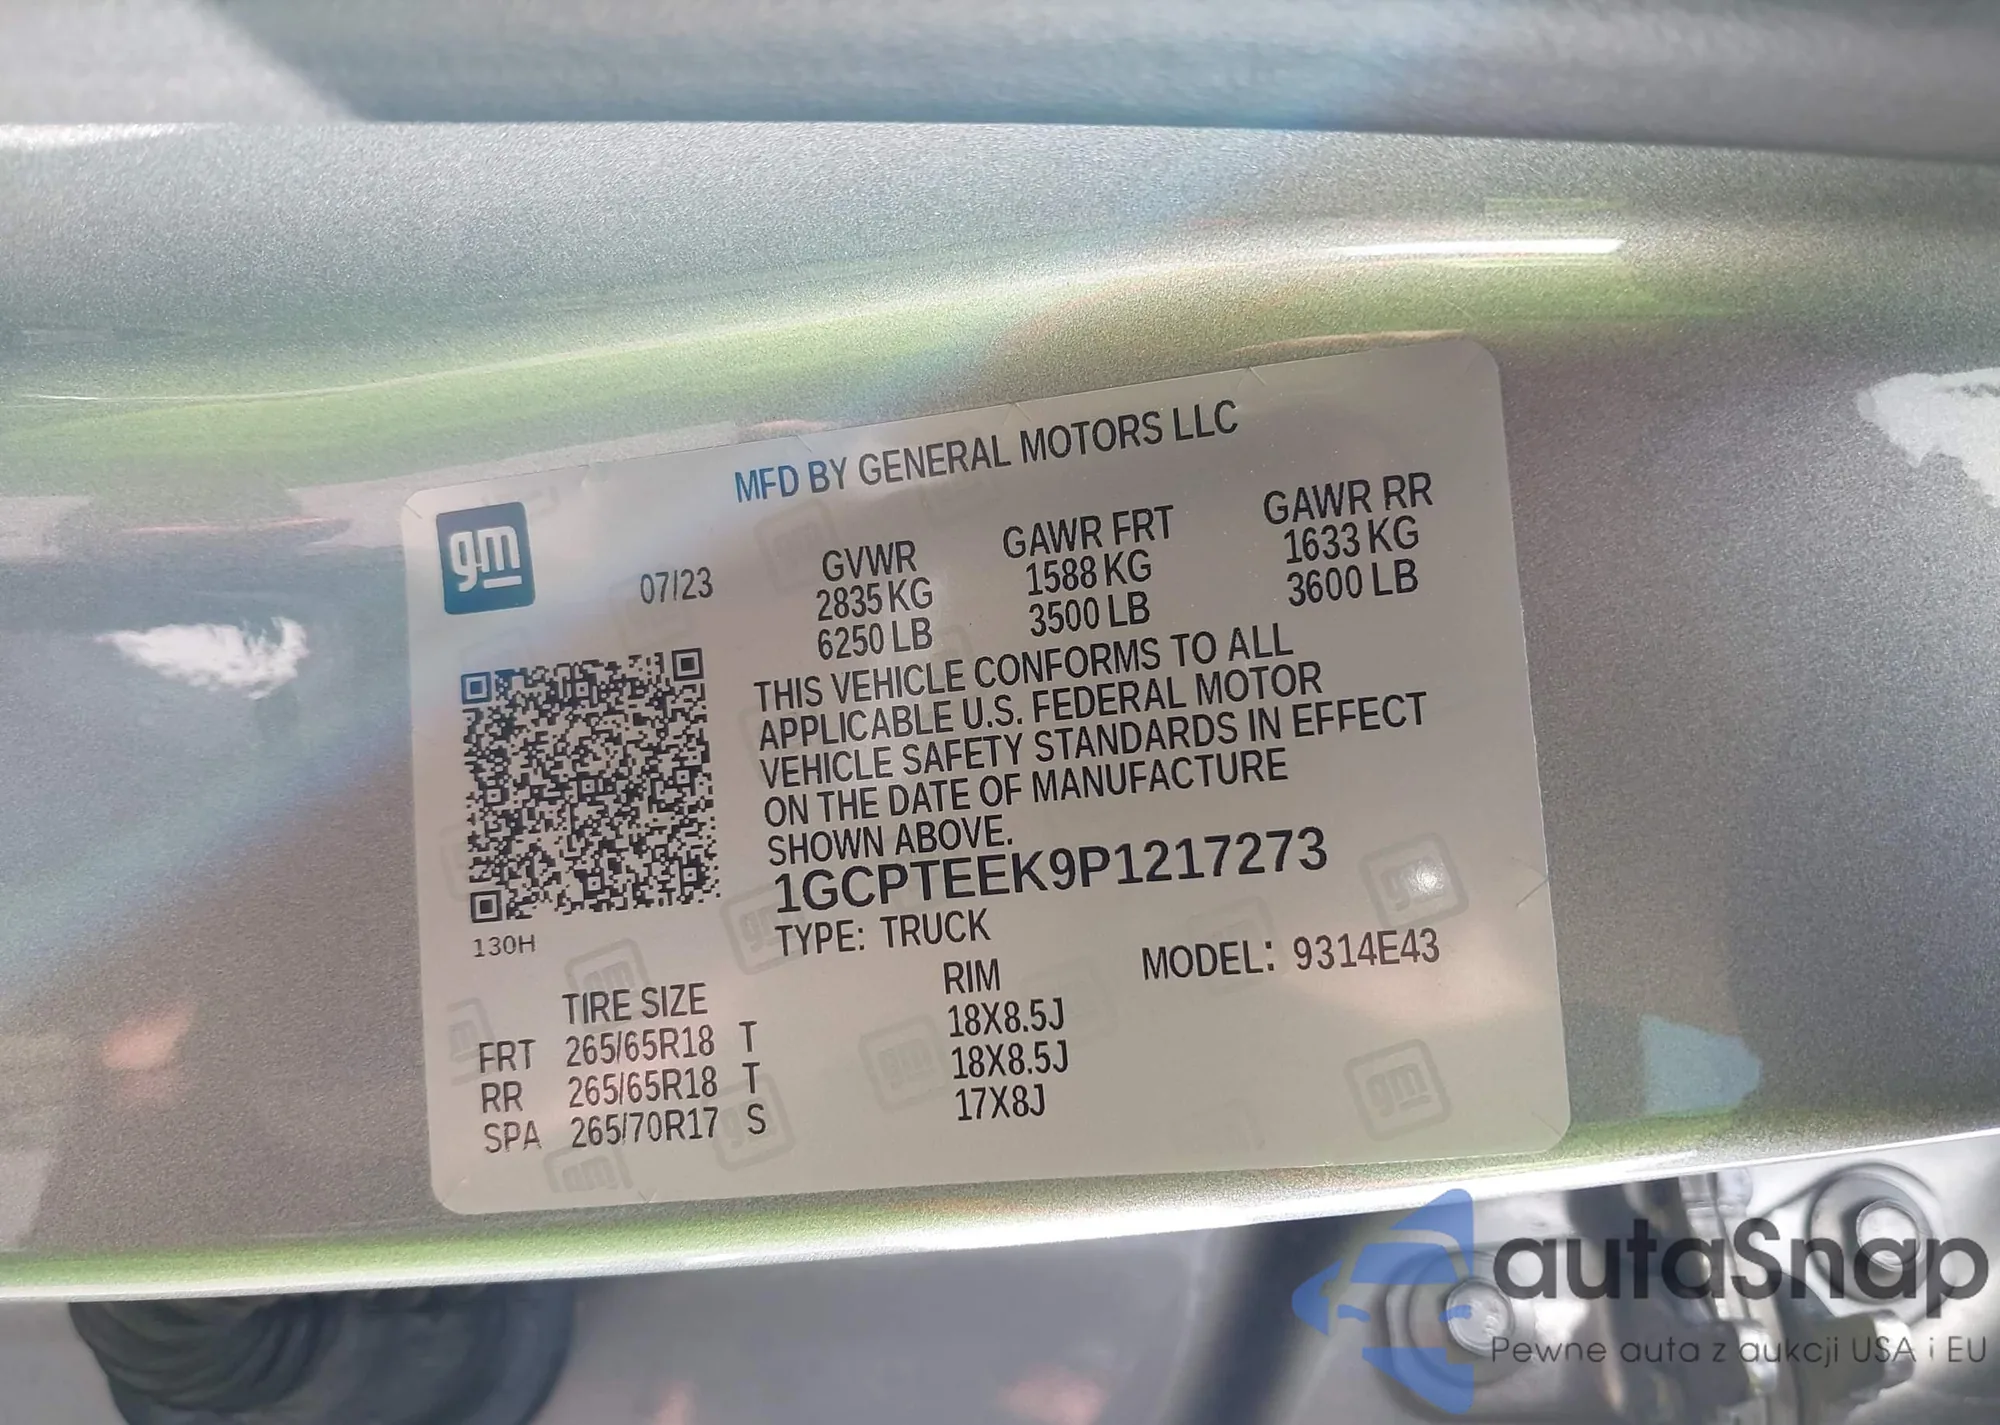 MFD BY GENERAL MOTORS LLC
gm
07/23
GVWR
2835 KG
6250 LB
GAWR FRT
1588 KG
3500 LB
GAWR RR
1633 KG
3600 LB
THIS VEHICLE CONFORMS TO ALL
APPLICABLE U.S. FEDERAL MOTOR
VEHICLE SAFETY STANDARDS IN EFFECT
ON THE DATE OF MANUFACTURE
SHOWN ABOVE.
1GCPTEEK9P1217273
130H
TYPE: TRUCK
MODEL: 9314E43
TIRE SIZE RIM
FRT 265/65R18 T 18X8.5J
RR 265/65R18 T 18X8.5J
SPA 265/70R17 S 17X8J
autaSnap
Pewne auta z aukcji USA i EU